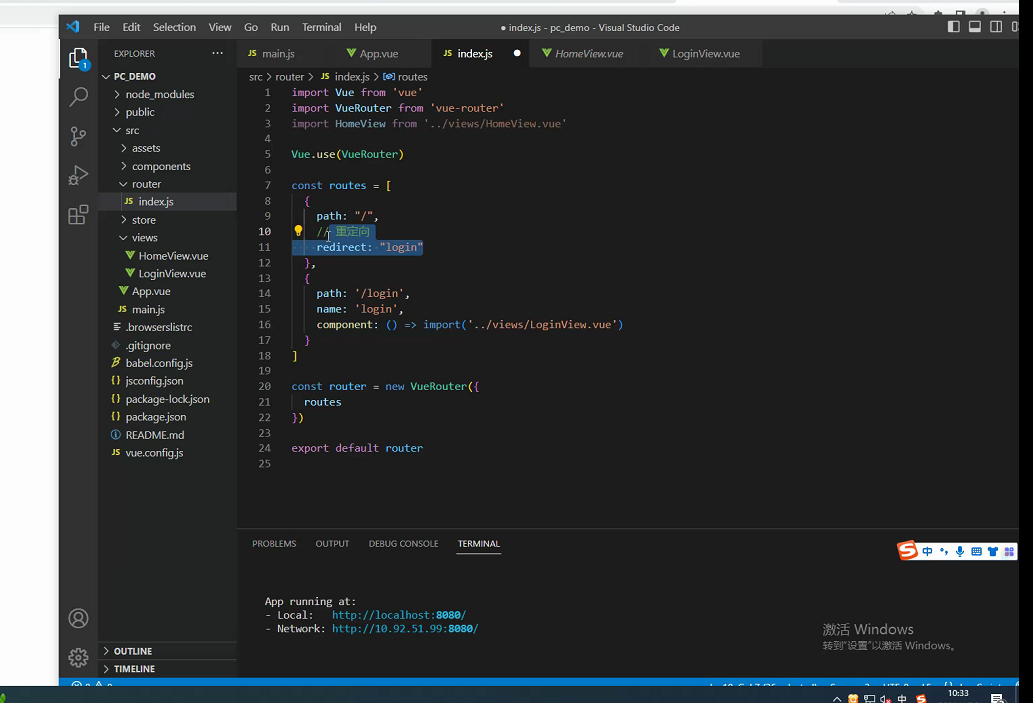 File Edit Selection View Go Run Terminal Help ● index.js - pc_demo - Visual Studio Code
EXPLORER ···
JS main.js App.vue JS index.js ● HomeView.vue LoginView.vue
src > router > JS index.js > routes
PC_DEMO
node_modules
public
src
assets
components
router
JS index.js
store
views
HomeView.vue
LoginView.vue
App.vue
JS main.js
.browserslistrc
.gitignore
babel.config.js
{} jsconfig.json
{} package-lock.json
{} package.json
README.md
JS vue.config.js
OUTLINE
TIMELINE
1
1 import Vue from 'vue'
2 import VueRouter from 'vue-router'
3 import HomeView from '../views/HomeView.vue'
4
5 Vue.use(VueRouter)
6
7 const routes = [
8 {
9 path: "/",
10 // 重定向
11 redirect: "login"
12 },
13 {
14 path: '/login',
15 name: 'login',
16 component: () => import('../views/LoginView.vue')
17 }
18 ]
19
20 const router = new VueRouter({
21 routes
22 })
23
24 export default router
25
PROBLEMS OUTPUT DEBUG CONSOLE TERMINAL
App running at:
- Local: http://localhost:8080/
- Network: http://10.92.51.99:8080/
中
激活 Windows
转到"设置"以激活 Windows。
中
10:33